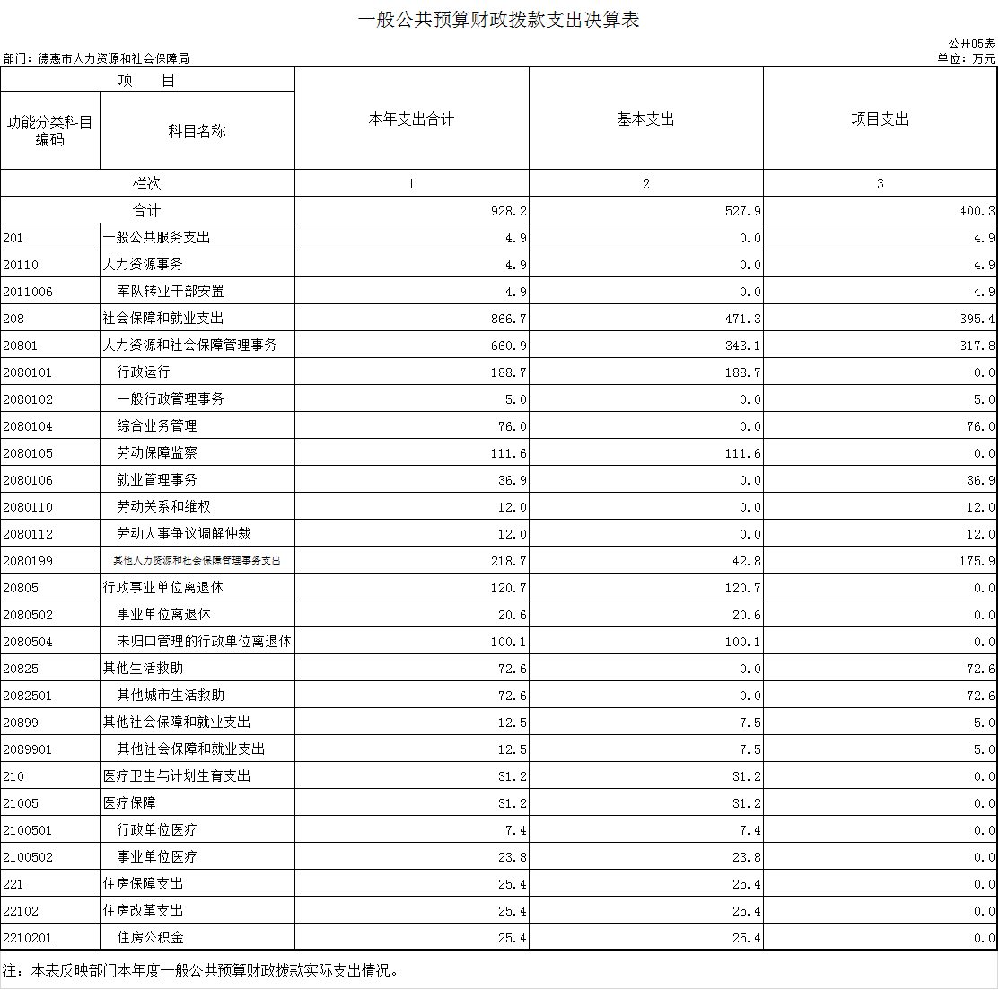 一般公共预算财政拨款支出决算表
公开05表
部门：德惠市人力资源和社会保障局 单位：万元
项 目
功能分类科目编码 科目名称 本年支出合计 基本支出 项目支出
栏次 1 2 3
合计 928.2 527.9 400.3
201 一般公共服务支出 4.9 0.0 4.9
20110 人力资源事务 4.9 0.0 4.9
2011006 军队转业干部安置 4.9 0.0 4.9
208 社会保障和就业支出 866.7 471.3 395.4
20801 人力资源和社会保障管理事务 660.9 343.1 317.8
2080101 行政运行 188.7 188.7 0.0
2080102 一般行政管理事务 5.0 0.0 5.0
2080104 综合业务管理 76.0 0.0 76.0
2080105 劳动保障监察 111.6 111.6 0.0
2080106 就业管理事务 36.9 0.0 36.9
2080110 劳动关系和维权 12.0 0.0 12.0
2080112 劳动人事争议调解仲裁 12.0 0.0 12.0
2080199 其他人力资源和社会保障管理事务支出 218.7 42.8 175.9
20805 行政事业单位离退休 120.7 120.7 0.0
2080502 事业单位离退休 20.6 20.6 0.0
2080504 未归口管理的行政单位离退休 100.1 100.1 0.0
20825 其他生活救助 72.6 0.0 72.6
2082501 其他城市生活救助 72.6 0.0 72.6
20899 其他社会保障和就业支出 12.5 7.5 5.0
2089901 其他社会保障和就业支出 12.5 7.5 5.0
210 医疗卫生与计划生育支出 31.2 31.2 0.0
21005 医疗保障 31.2 31.2 0.0
2100501 行政单位医疗 7.4 7.4 0.0
2100502 事业单位医疗 23.8 23.8 0.0
221 住房保障支出 25.4 25.4 0.0
22102 住房改革支出 25.4 25.4 0.0
2210201 住房公积金 25.4 25.4 0.0
注：本表反映部门本年度一般公共预算财政拨款实际支出情况。